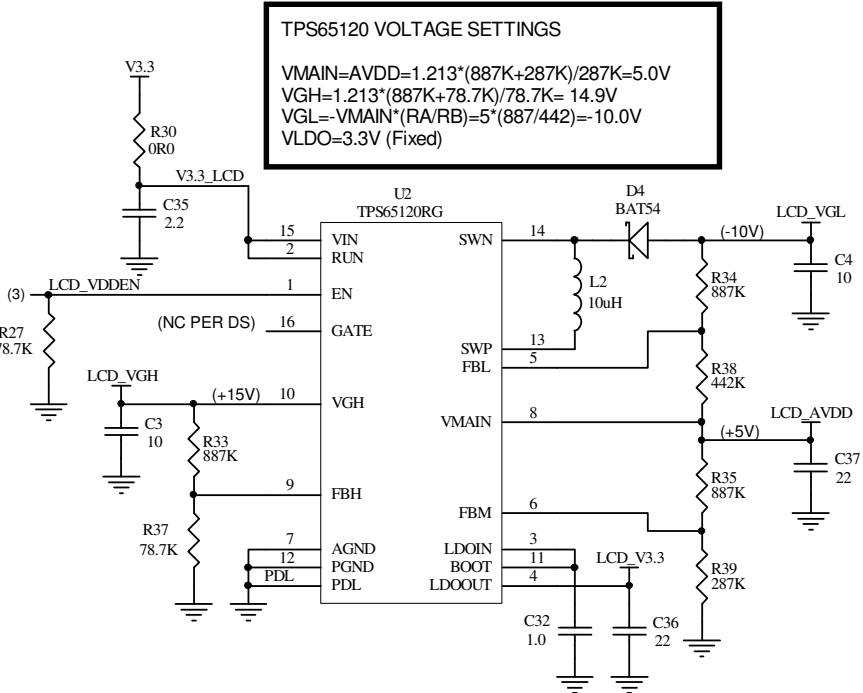 TPS65120 VOLTAGE SETTINGS
VMAIN=AVDD=1.213*(887K+287K)/287K=5.0V
VGH=1.213*(887K+78.7K)/78.7K= 14.9V
VGL=-VMAIN*(RA/RB)=5*(887/442)=-10.0V
VLDO=3.3V (Fixed)
V3.3
R30
0R0
V3.3_LCD
C35
2.2
U2
TPS65120RG
D4
BAT54
LCD_VGL
(-10V)
C4
10
15
VIN
2
RUN
(3)
LCD_VDDEN
1
EN
(NC PER DS)
16
GATE
R27
78.7K
LCD_VGH
(+15V)
10
VGH
C3
10
R33
887K
9
FBH
R37
78.7K
7
AGND
12
PGND
PDL
PDL
SWN
14
L2
10uH
SWP
13
FBL
5
R34
887K
R38
442K
VMAIN
8
LCD_AVDD
(+5V)
C37
22
R35
887K
FBM
6
LDOIN
3
BOOT
11
LDOOUT
4
LCD_V3.3
R39
287K
C32
1.0
C36
22